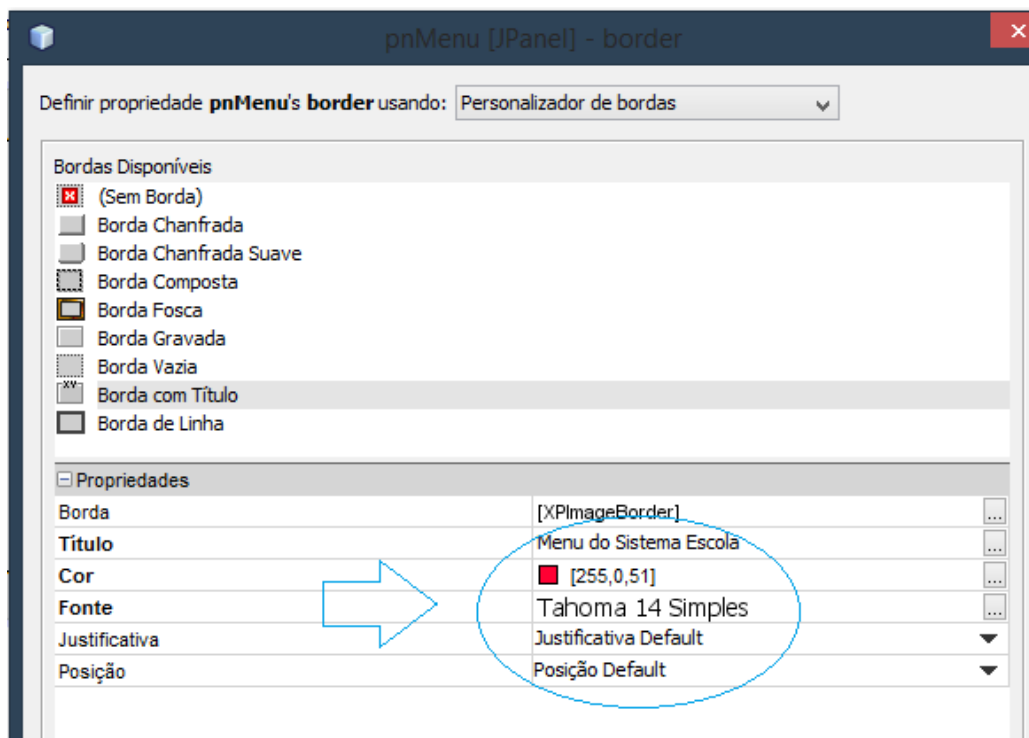 pnMenu [JPanel] - border
Definir propriedade pnMenu's border usando: Personalizador de bordas
Bordas Disponíveis
(Sem Borda)
Borda Chanfrada
Borda Chanfrada Suave
Borda Composta
Borda Fosca
Borda Gravada
Borda Vazia
XY
Borda com Título
Borda de Linha
Propriedades
Borda [XPImageBorder] ...
Título Menu do Sistema Escola ...
Cor [255,0,51] ...
Fonte Tahoma 14 Simples ...
Justificativa Justificativa Default
Posição Posição Default